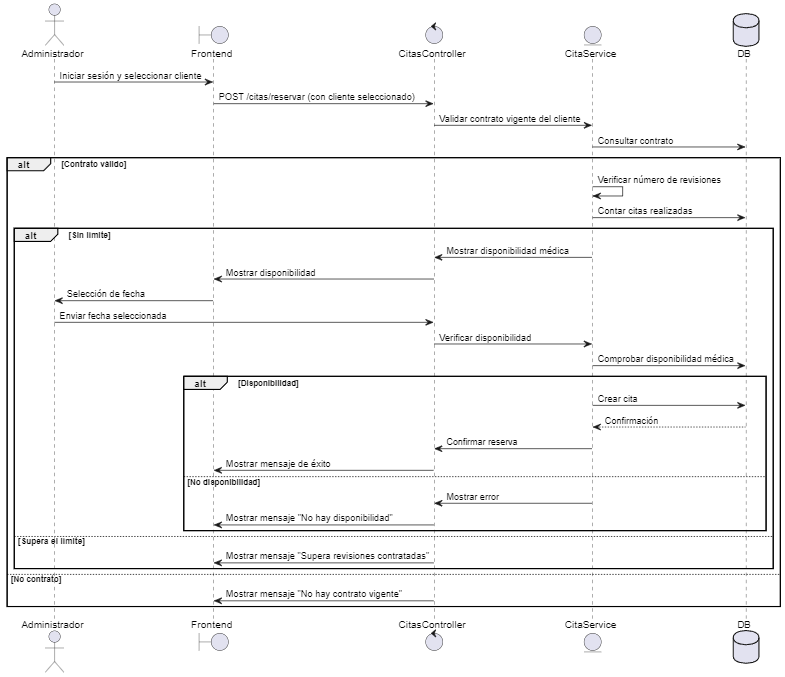 Administrador
Frontend
CitasController
CitaService
DB
Iniciar sesión y seleccionar cliente
POST /citas/reservar (con cliente seleccionado)
Validar contrato vigente del cliente
Consultar contrato
alt [Contrato válido]
Verificar número de revisiones
Contar citas realizadas
alt [Sin límite]
Mostrar disponibilidad médica
Mostrar disponibilidad
Selección de fecha
Enviar fecha seleccionada
Verificar disponibilidad
Comprobar disponibilidad médica
alt [Disponibilidad]
Crear cita
Confirmación
Confirmar reserva
Mostrar mensaje de éxito
[No disponibilidad]
Mostrar error
Mostrar mensaje "No hay disponibilidad"
[Supera el límite]
Mostrar mensaje "Supera revisiones contratadas"
[No contrato]
Mostrar mensaje "No hay contrato vigente"
Administrador
Frontend
CitasController
CitaService
DB